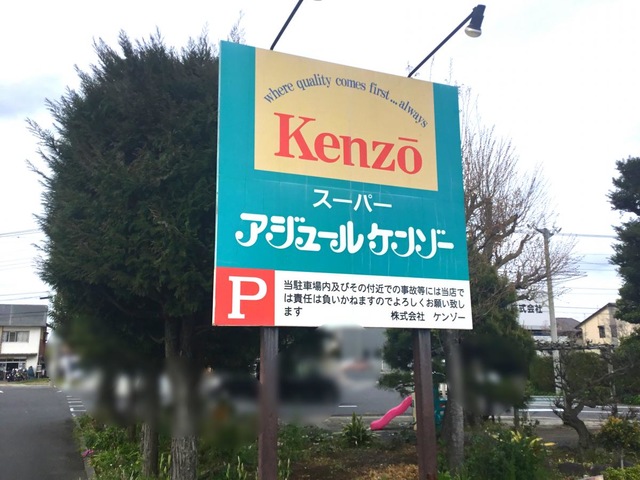 where quality comes first...always
Kenzō
スーパー
アジュールケンゾー
P
当駐車場内及びその付近での事故等には当店で
は責任は負いかねますのでよろしくお願い致し
ます
株式会社 ケンゾー
式会社